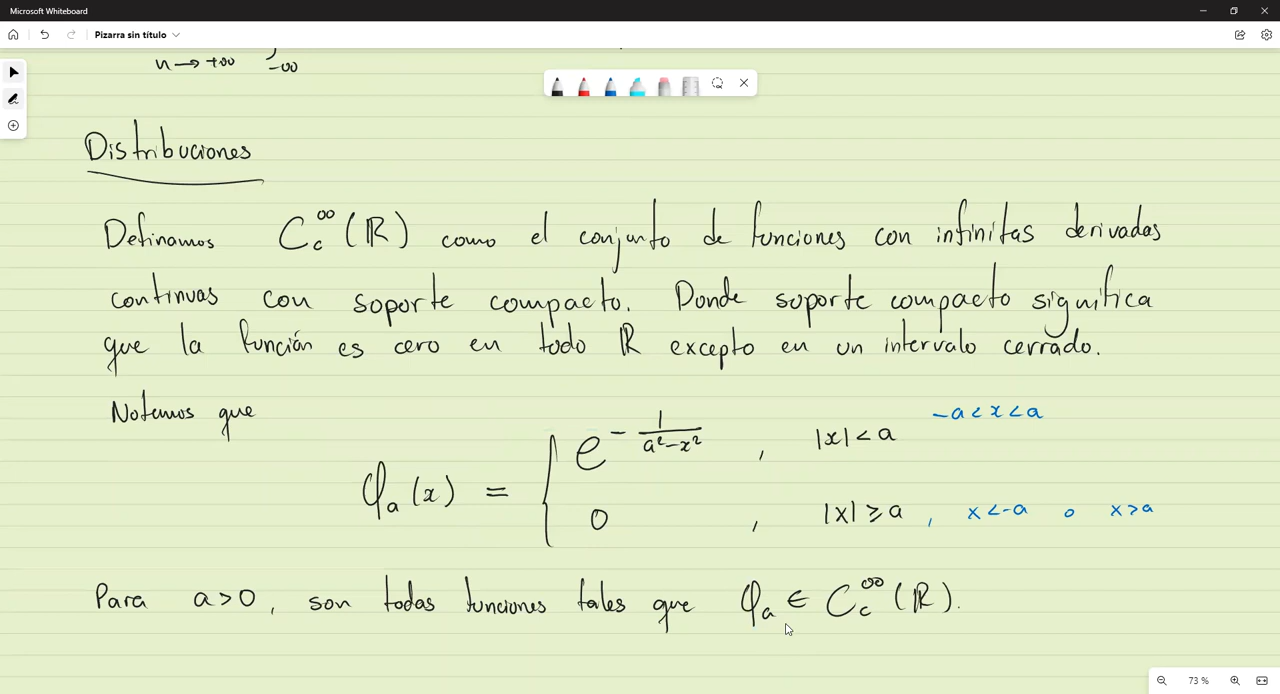 Microsoft Whiteboard
Pizarra sin título
n → +∞ ∫ -∞
Distribuciones
Definamos C_c^∞(ℝ) como el conjunto de funciones con infinitas derivadas
continuas con soporte compacto. Donde soporte compacto significa
que la función es cero en todo ℝ excepto en un intervalo cerrado.
Notemos que
-a<x<a
φ_a(x) = { e^{-1/(a²-x²)} , |x|<a
0 , |x|≥a , x<-a o x>a
Para a>0, son todas funciones tales que φ_a ∈ C_c^∞(ℝ).
73 %